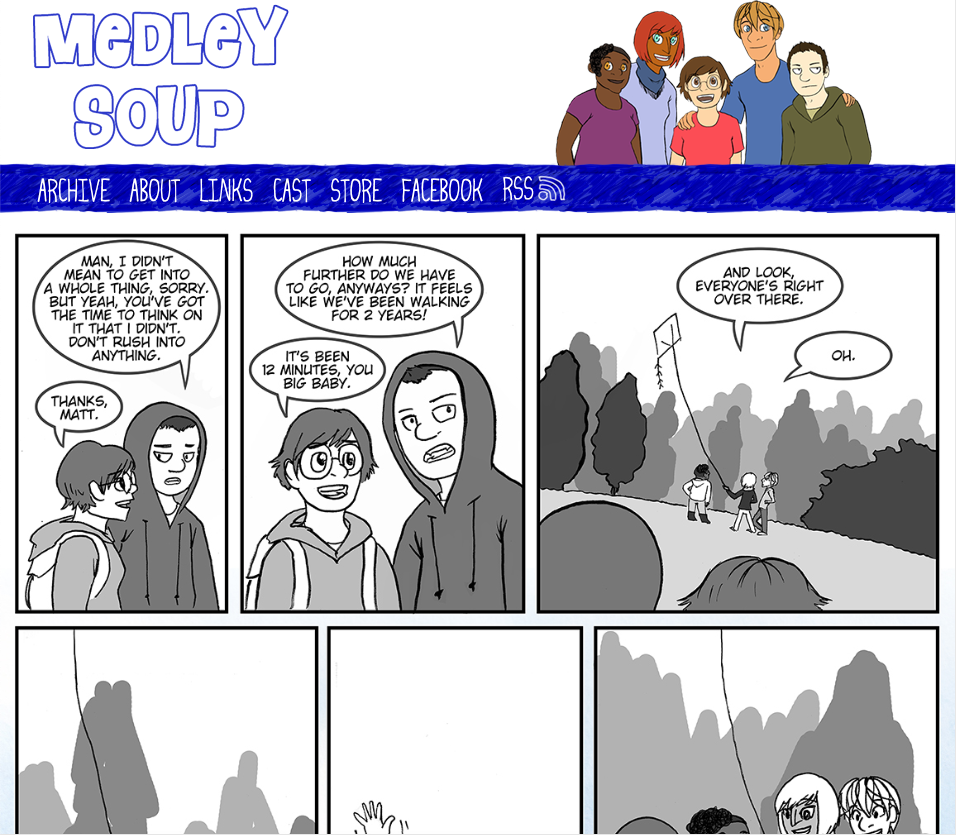 MEDLEY
SOUP
ARCHIVE ABOUT LINKS CAST STORE FACEBOOK RSS
MAN, I DIDN'T
MEAN TO GET INTO
A WHOLE THING, SORRY.
BUT YEAH, YOU'VE GOT
THE TIME TO THINK ON
IT THAT I DIDN'T.
DON'T RUSH INTO
ANYTHING.
THANKS,
MATT.
HOW MUCH
FURTHER DO WE HAVE
TO GO, ANYWAYS? IT FEELS
LIKE WE'VE BEEN WALKING
FOR 2 YEARS!
IT'S BEEN
12 MINUTES, YOU
BIG BABY.
AND LOOK,
EVERYONE'S RIGHT
OVER THERE.
OH.